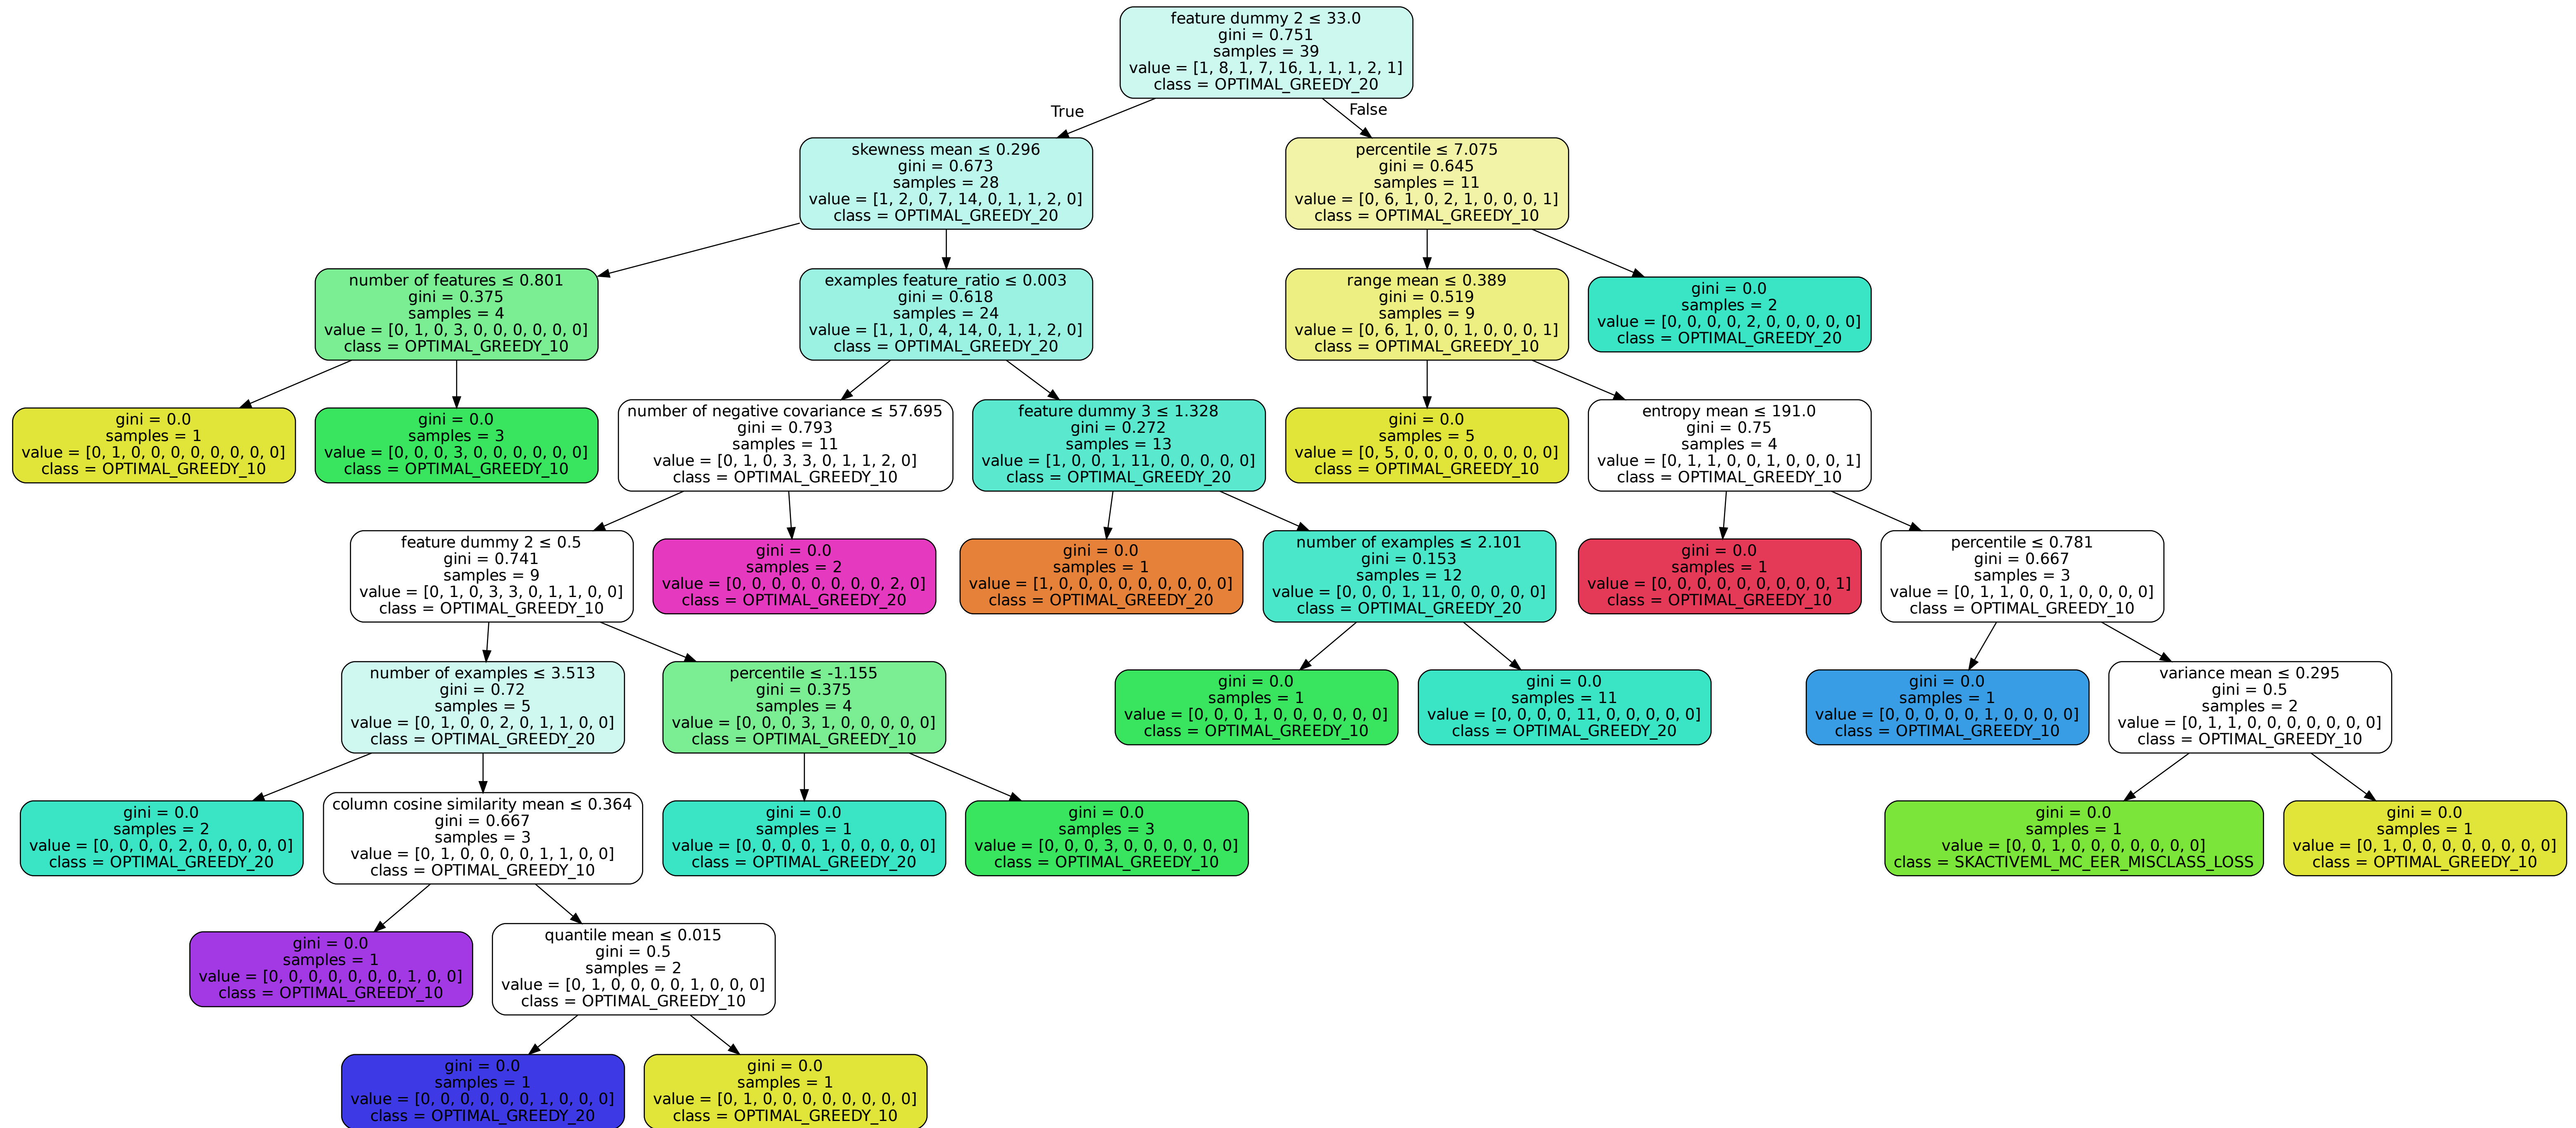 feature dummy 2 ≤ 33.0
gini = 0.751
samples = 39
value = [1, 8, 1, 7, 16, 1, 1, 1, 2, 1]
class = OPTIMAL_GREEDY_20
True
False
skewness mean ≤ 0.296
gini = 0.673
samples = 28
value = [1, 2, 0, 7, 14, 0, 1, 1, 2, 0]
class = OPTIMAL_GREEDY_20
percentile ≤ 7.075
gini = 0.645
samples = 11
value = [0, 6, 1, 0, 2, 1, 0, 0, 0, 1]
class = OPTIMAL_GREEDY_10
number of features ≤ 0.801
gini = 0.375
samples = 4
value = [0, 1, 0, 3, 0, 0, 0, 0, 0, 0]
class = OPTIMAL_GREEDY_10
examples feature_ratio ≤ 0.003
gini = 0.618
samples = 24
value = [1, 1, 0, 4, 14, 0, 1, 1, 2, 0]
class = OPTIMAL_GREEDY_20
range mean ≤ 0.389
gini = 0.519
samples = 9
value = [0, 6, 1, 0, 0, 1, 0, 0, 0, 1]
class = OPTIMAL_GREEDY_10
gini = 0.0
samples = 2
value = [0, 0, 0, 0, 2, 0, 0, 0, 0, 0]
class = OPTIMAL_GREEDY_20
gini = 0.0
samples = 1
value = [0, 1, 0, 0, 0, 0, 0, 0, 0, 0]
class = OPTIMAL_GREEDY_10
gini = 0.0
samples = 3
value = [0, 0, 0, 3, 0, 0, 0, 0, 0, 0]
class = OPTIMAL_GREEDY_10
number of negative covariance ≤ 57.695
gini = 0.793
samples = 11
value = [0, 1, 0, 3, 3, 0, 1, 1, 2, 0]
class = OPTIMAL_GREEDY_10
feature dummy 3 ≤ 1.328
gini = 0.272
samples = 13
value = [1, 0, 0, 1, 11, 0, 0, 0, 0, 0]
class = OPTIMAL_GREEDY_20
gini = 0.0
samples = 5
value = [0, 5, 0, 0, 0, 0, 0, 0, 0, 0]
class = OPTIMAL_GREEDY_10
entropy mean ≤ 191.0
gini = 0.75
samples = 4
value = [0, 1, 1, 0, 0, 1, 0, 0, 0, 1]
class = OPTIMAL_GREEDY_10
feature dummy 2 ≤ 0.5
gini = 0.741
samples = 9
value = [0, 1, 0, 3, 3, 0, 1, 1, 0, 0]
class = OPTIMAL_GREEDY_10
gini = 0.0
samples = 2
value = [0, 0, 0, 0, 0, 0, 0, 0, 2, 0]
class = OPTIMAL_GREEDY_20
gini = 0.0
samples = 1
value = [1, 0, 0, 0, 0, 0, 0, 0, 0, 0]
class = OPTIMAL_GREEDY_20
number of examples ≤ 2.101
gini = 0.153
samples = 12
value = [0, 0, 0, 1, 11, 0, 0, 0, 0, 0]
class = OPTIMAL_GREEDY_20
gini = 0.0
samples = 1
value = [0, 0, 0, 0, 0, 0, 0, 0, 0, 1]
class = OPTIMAL_GREEDY_10
percentile ≤ 0.781
gini = 0.667
samples = 3
value = [0, 1, 1, 0, 0, 1, 0, 0, 0, 0]
class = OPTIMAL_GREEDY_10
number of examples ≤ 3.513
gini = 0.72
samples = 5
value = [0, 1, 0, 0, 2, 0, 1, 1, 0, 0]
class = OPTIMAL_GREEDY_20
percentile ≤ -1.155
gini = 0.375
samples = 4
value = [0, 0, 0, 3, 1, 0, 0, 0, 0, 0]
class = OPTIMAL_GREEDY_10
gini = 0.0
samples = 1
value = [0, 0, 0, 1, 0, 0, 0, 0, 0, 0]
class = OPTIMAL_GREEDY_10
gini = 0.0
samples = 11
value = [0, 0, 0, 0, 11, 0, 0, 0, 0, 0]
class = OPTIMAL_GREEDY_20
gini = 0.0
samples = 1
value = [0, 0, 0, 0, 0, 1, 0, 0, 0, 0]
class = OPTIMAL_GREEDY_10
variance mean ≤ 0.295
gini = 0.5
samples = 2
value = [0, 1, 1, 0, 0, 0, 0, 0, 0, 0]
class = OPTIMAL_GREEDY_10
gini = 0.0
samples = 2
value = [0, 0, 0, 0, 2, 0, 0, 0, 0, 0]
class = OPTIMAL_GREEDY_20
column cosine similarity mean ≤ 0.364
gini = 0.667
samples = 3
value = [0, 1, 0, 0, 0, 0, 1, 1, 0, 0]
class = OPTIMAL_GREEDY_10
gini = 0.0
samples = 1
value = [0, 0, 0, 0, 1, 0, 0, 0, 0, 0]
class = OPTIMAL_GREEDY_20
gini = 0.0
samples = 3
value = [0, 0, 0, 3, 0, 0, 0, 0, 0, 0]
class = OPTIMAL_GREEDY_10
gini = 0.0
samples = 1
value = [0, 0, 1, 0, 0, 0, 0, 0, 0, 0]
class = SKACTIVEML_MC_EER_MISCLASS_LOSS
gini = 0.0
samples = 1
value = [0, 1, 0, 0, 0, 0, 0, 0, 0, 0]
class = OPTIMAL_GREEDY_10
gini = 0.0
samples = 1
value = [0, 0, 0, 0, 0, 0, 0, 1, 0, 0]
class = OPTIMAL_GREEDY_10
quantile mean ≤ 0.015
gini = 0.5
samples = 2
value = [0, 1, 0, 0, 0, 0, 1, 0, 0, 0]
class = OPTIMAL_GREEDY_10
gini = 0.0
samples = 1
value = [0, 0, 0, 0, 0, 0, 1, 0, 0, 0]
class = OPTIMAL_GREEDY_20
gini = 0.0
samples = 1
value = [0, 1, 0, 0, 0, 0, 0, 0, 0, 0]
class = OPTIMAL_GREEDY_10